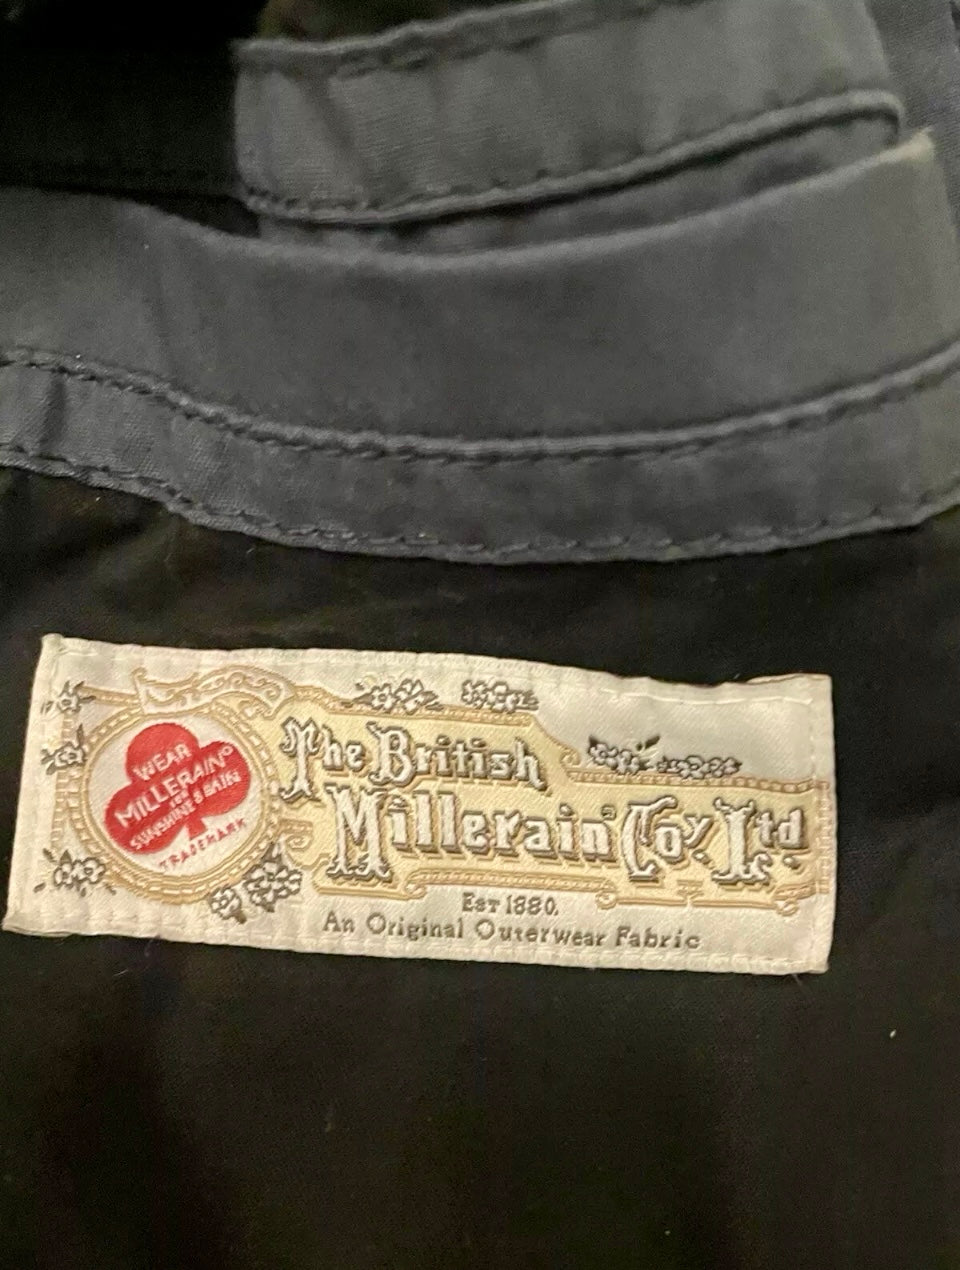 WEAR
MILLERAIN
FOR
SUNSHINE & RAIN
TRADEMARK
The British
Millerain Coy. Ltd.
Est 1880.
An Original Outerwear Fabric